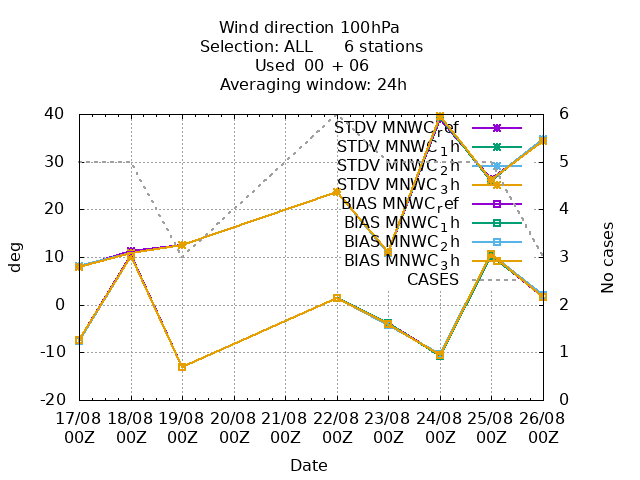 Wind direction 100hPa
Selection: ALL 6 stations
Used 00 + 06
Averaging window: 24h
40
30
20
10
0
-10
-20
deg
6
5
4
3
2
1
0
No cases
STDV MNWC_ref
STDV MNWC_1h
STDV MNWC_2h
STDV MNWC_3h
BIAS MNWC_ref
BIAS MNWC_1h
BIAS MNWC_2h
BIAS MNWC_3h
CASES
17/08 18/08 19/08 20/08 21/08 22/08 23/08 24/08 25/08 26/08
00Z 00Z 00Z 00Z 00Z 00Z 00Z 00Z 00Z 00Z
Date